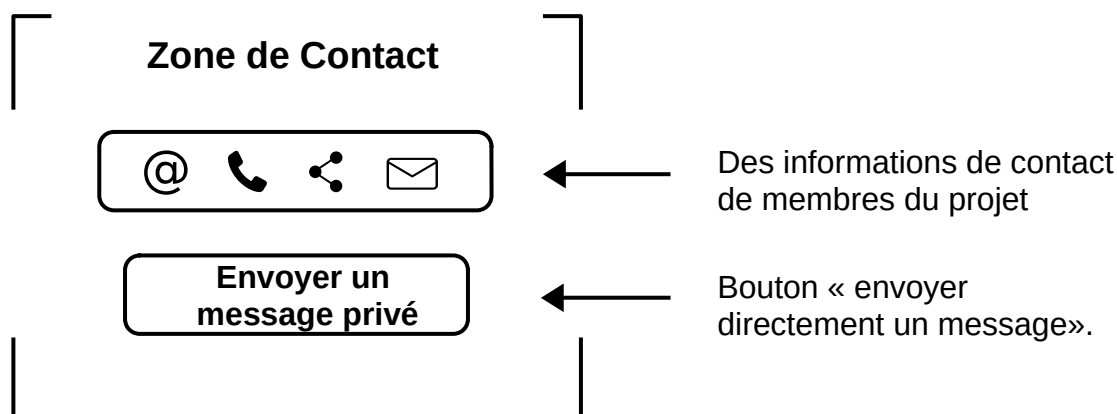 Zone de Contact
@
Des informations de contact
de membres du projet
Envoyer un
message privé
Bouton « envoyer
directement un message».